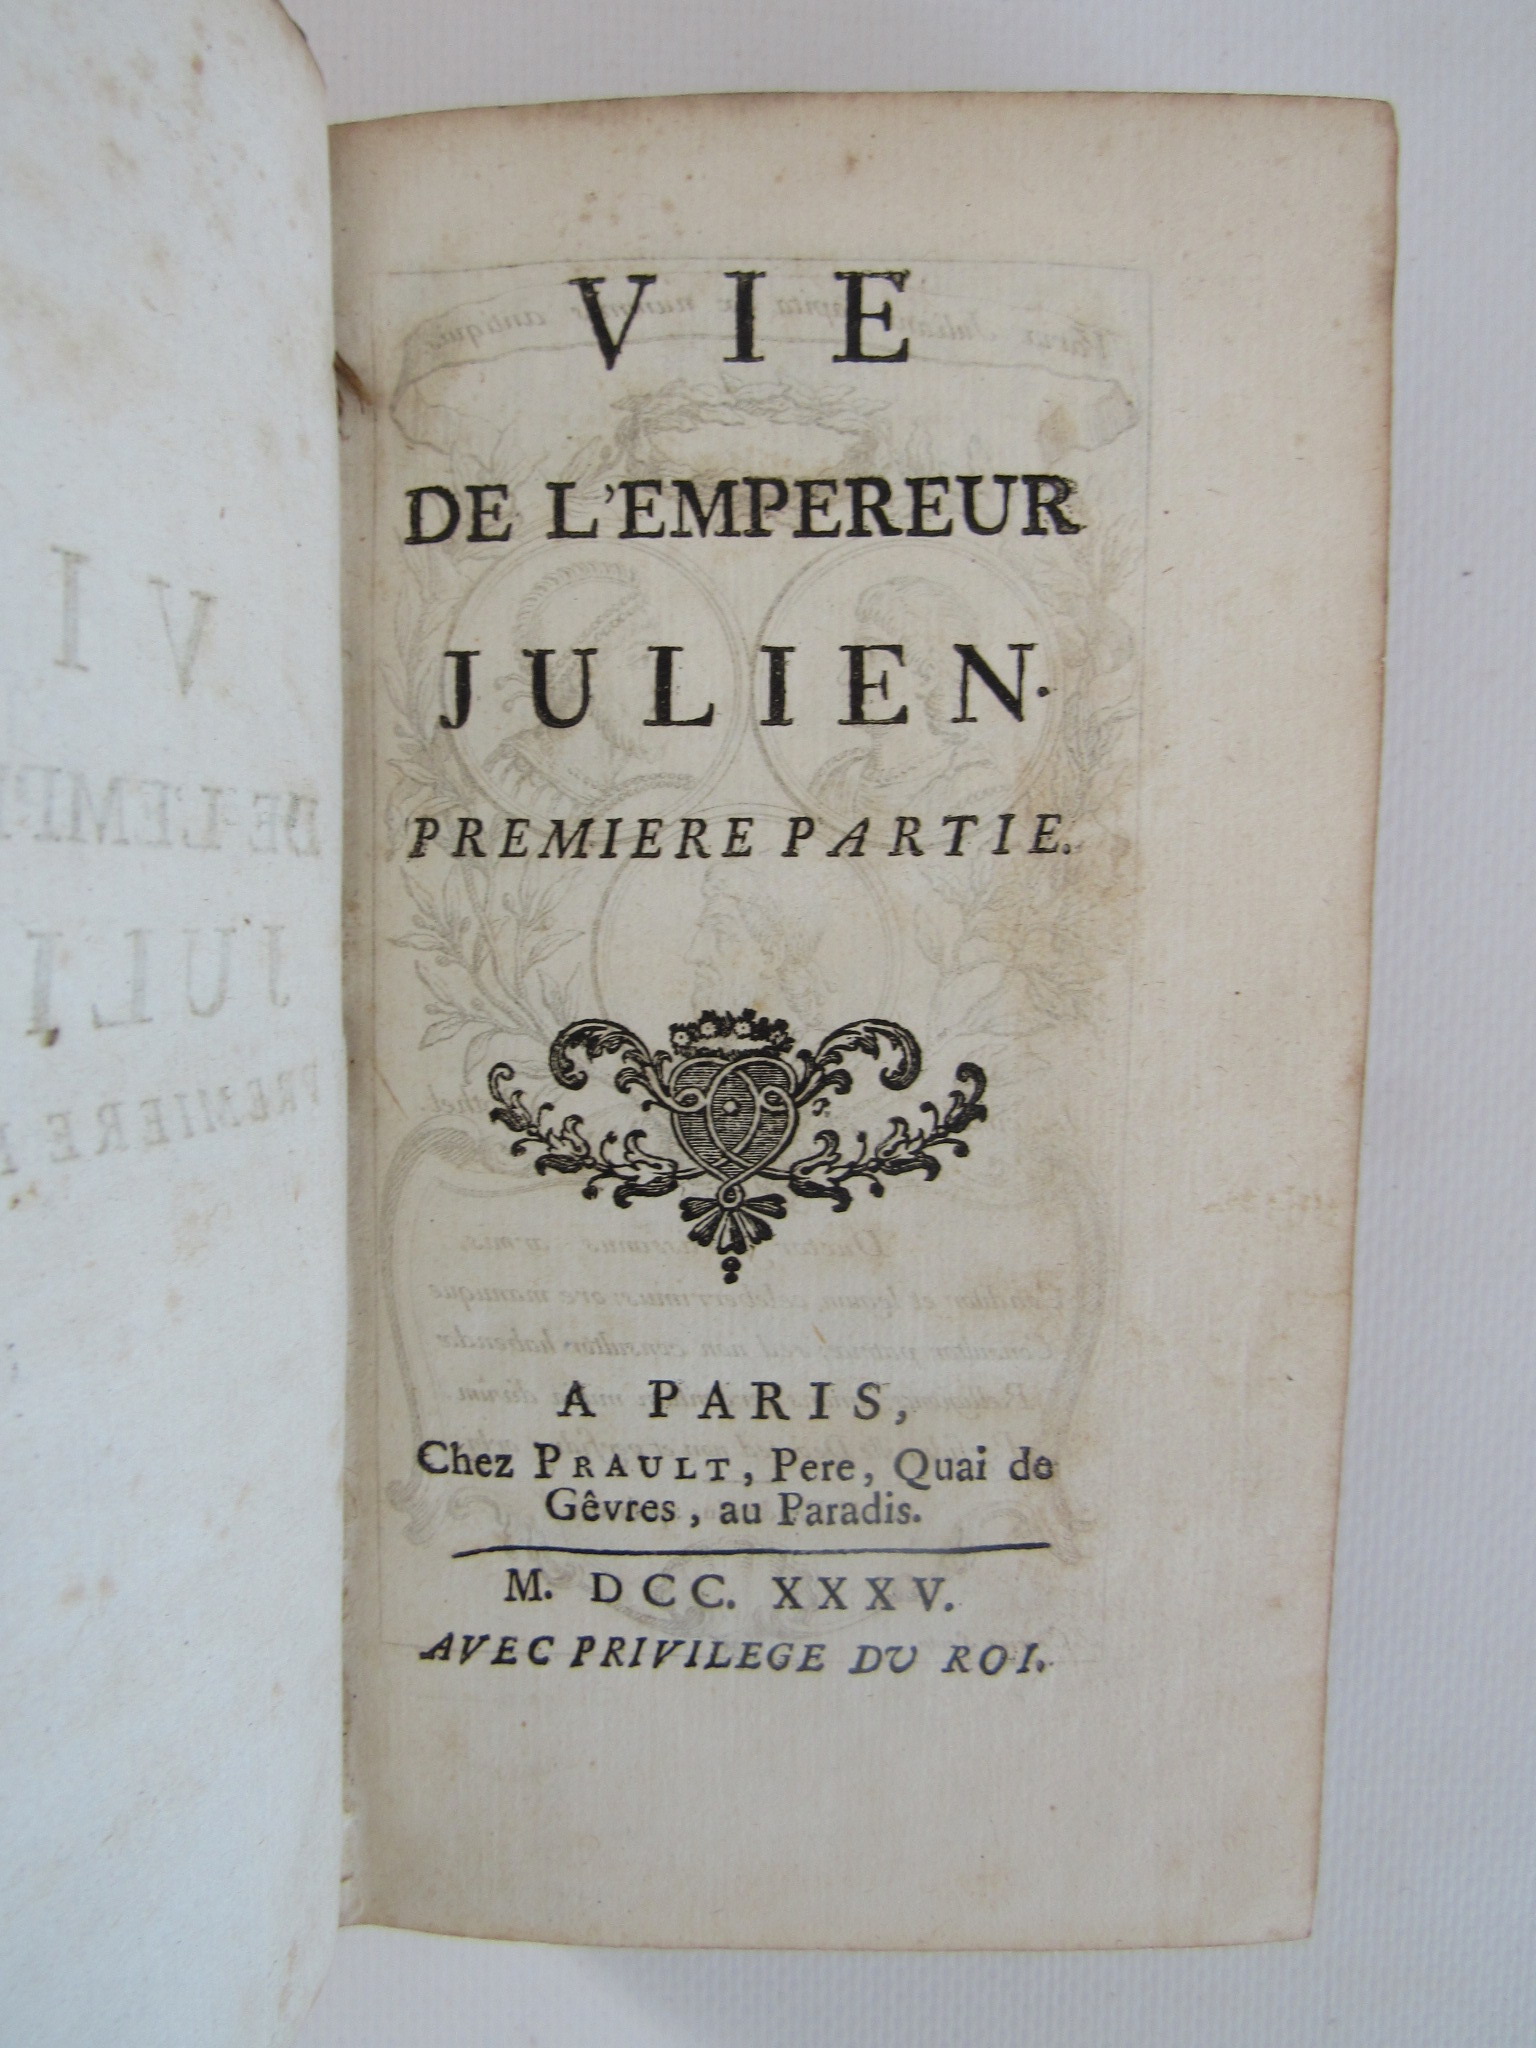 VIE
DE L'EMPEREUR
JULIEN.
PREMIERE PARTIE.
A PARIS,
Chez PRAULT, Pere, Quai de
Gêvres, au Paradis.
M. DCC. XXXV.
AVEC PRIVILEGE DU ROI.